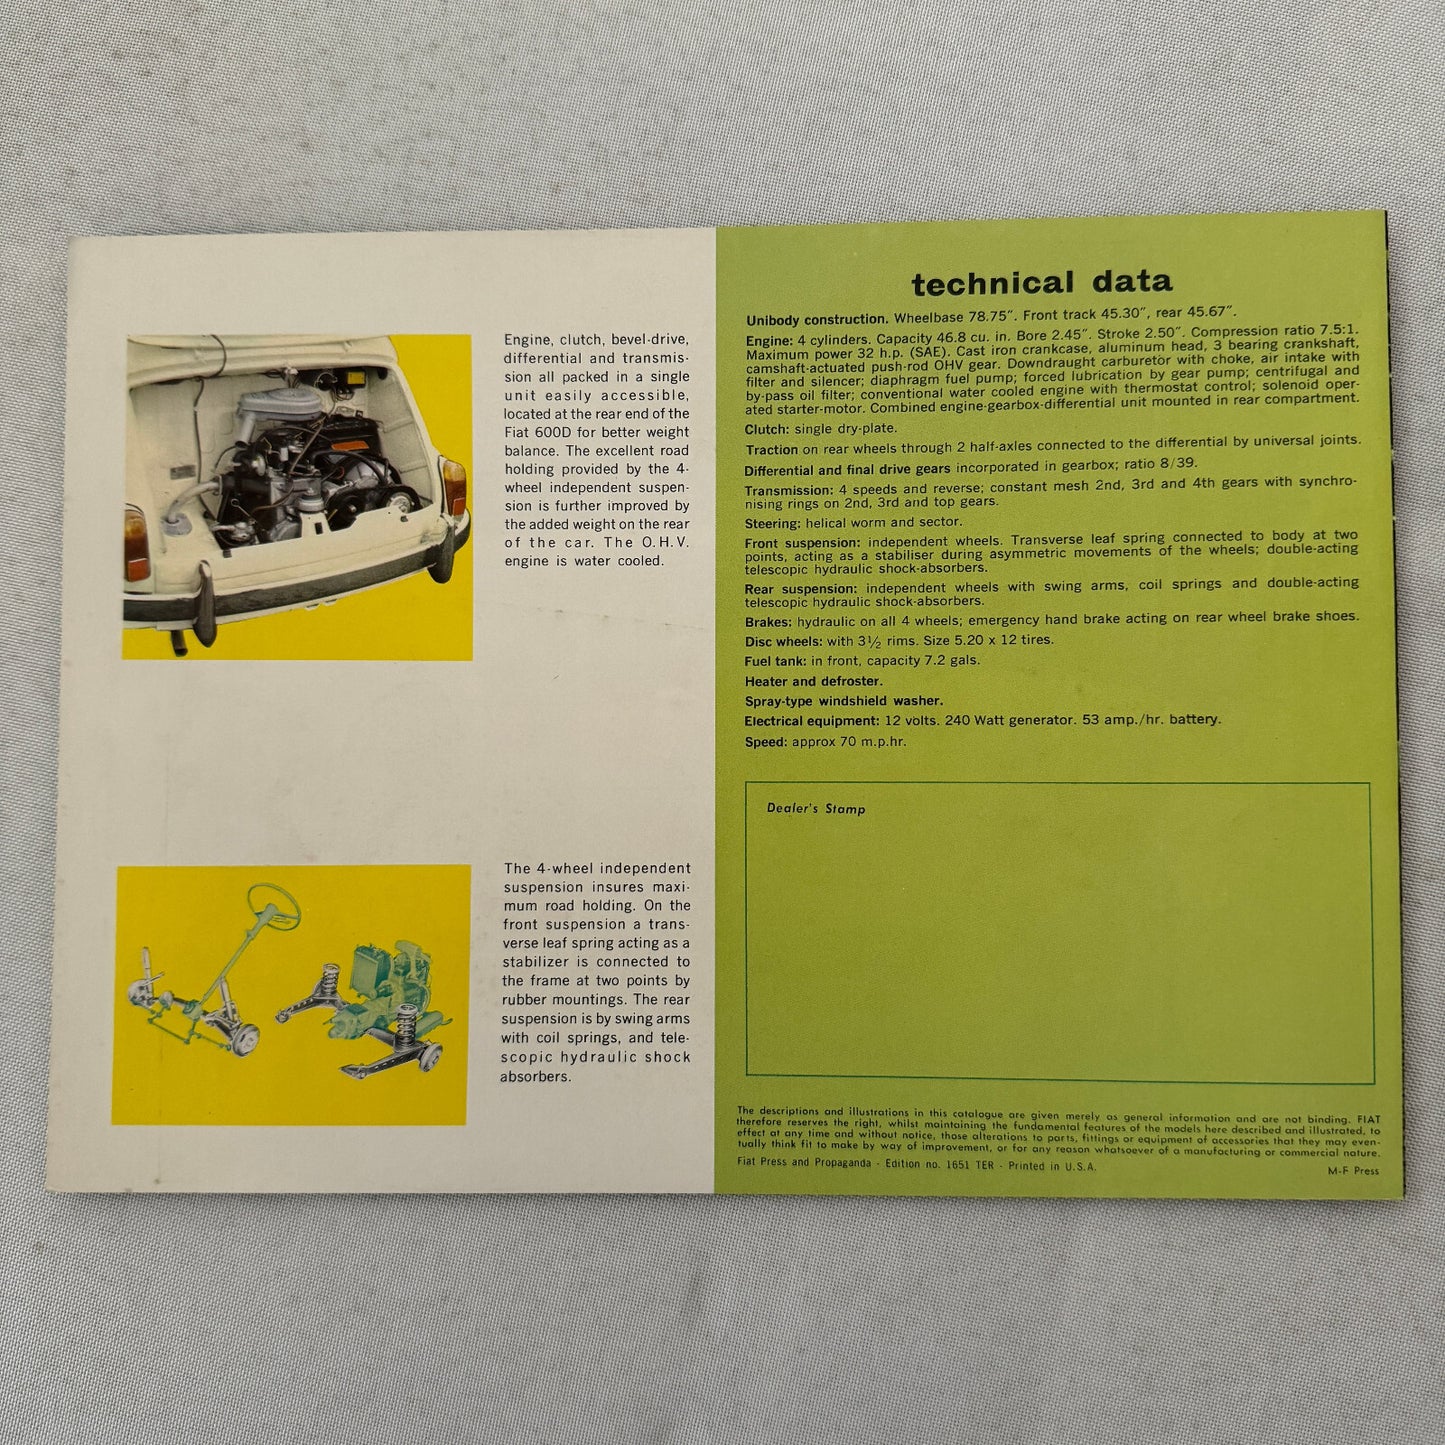 Engine, clutch, bevel-drive,
differential and transmis-
sion all packed in a single
unit easily accessible,
located at the rear end of the
Fiat 600D for better weight
balance. The excellent road
holding provided by the 4-
wheel independent suspen-
sion is further improved by
the added weight on the rear
of the car. The O.H.V.
engine is water cooled.
The 4-wheel independent
suspension insures maxi-
mum road holding. On the
front suspension a trans-
verse leaf spring acting as a
stabilizer is connected to
the frame at two points by
rubber mountings. The rear
suspension is by swing arms
with coil springs, and tele-
scopic hydraulic shock
absorbers.
technical data
Unibody construction. Wheelbase 78.75″. Front track 45.30″, rear 45.67″.
Engine: 4 cylinders. Capacity 46.8 cu. in. Bore 2.45″. Stroke 2.50″. Compression ratio 7.5:1.
Maximum power 32 h.p. (SAE). Cast iron crankcase, aluminum head, 3 bearing crankshaft,
camshaft-actuated push-rod OHV gear. Downdraught carburetor with choke, air intake with
filter and silencer; diaphragm fuel pump; forced lubrication by gear pump; centrifugal and
by-pass oil filter; conventional water cooled engine with thermostat control; solenoid oper-
ated starter-motor. Combined engine-gearbox-differential unit mounted in rear compartment.
Clutch: single dry-plate.
Traction on rear wheels through 2 half-axles connected to the differential by universal joints.
Differential and final drive gears incorporated in gearbox; ratio 8/39.
Transmission: 4 speeds and reverse; constant mesh 2nd, 3rd and 4th gears with synchro-
nising rings on 2nd, 3rd and top gears.
Steering: helical worm and sector.
Front suspension: independent wheels. Transverse leaf spring connected to body at two
points, acting as a stabiliser during asymmetric movements of the wheels; double-acting
telescopic hydraulic shock-absorbers.
Rear suspension: independent wheels with swing arms, coil springs and double-acting
telescopic hydraulic shock-absorbers.
Brakes: hydraulic on all 4 wheels; emergency hand brake acting on rear wheel brake shoes.
Disc wheels: with 3½ rims. Size 5.20 x 12 tires.
Fuel tank: in front, capacity 7.2 gals.
Heater and defroster.
Spray-type windshield washer.
Electrical equipment: 12 volts. 240 Watt generator. 53 amp./hr. battery.
Speed: approx 70 m.p.hr.
Dealer's Stamp
The descriptions and illustrations in this catalogue are given merely as general information and are not binding. FIAT
therefore reserves the right, whilst maintaining the fundamental features of the models here described and illustrated, to
effect at any time and without notice, those alterations to parts, fittings or equipment of accessories that they may even-
tually think fit to make by way of improvement, or for any reason whatsoever of a manufacturing or commercial nature.
Fiat Press and Propaganda - Edition no. 1651 TER - Printed in U.S.A.
M-F Press